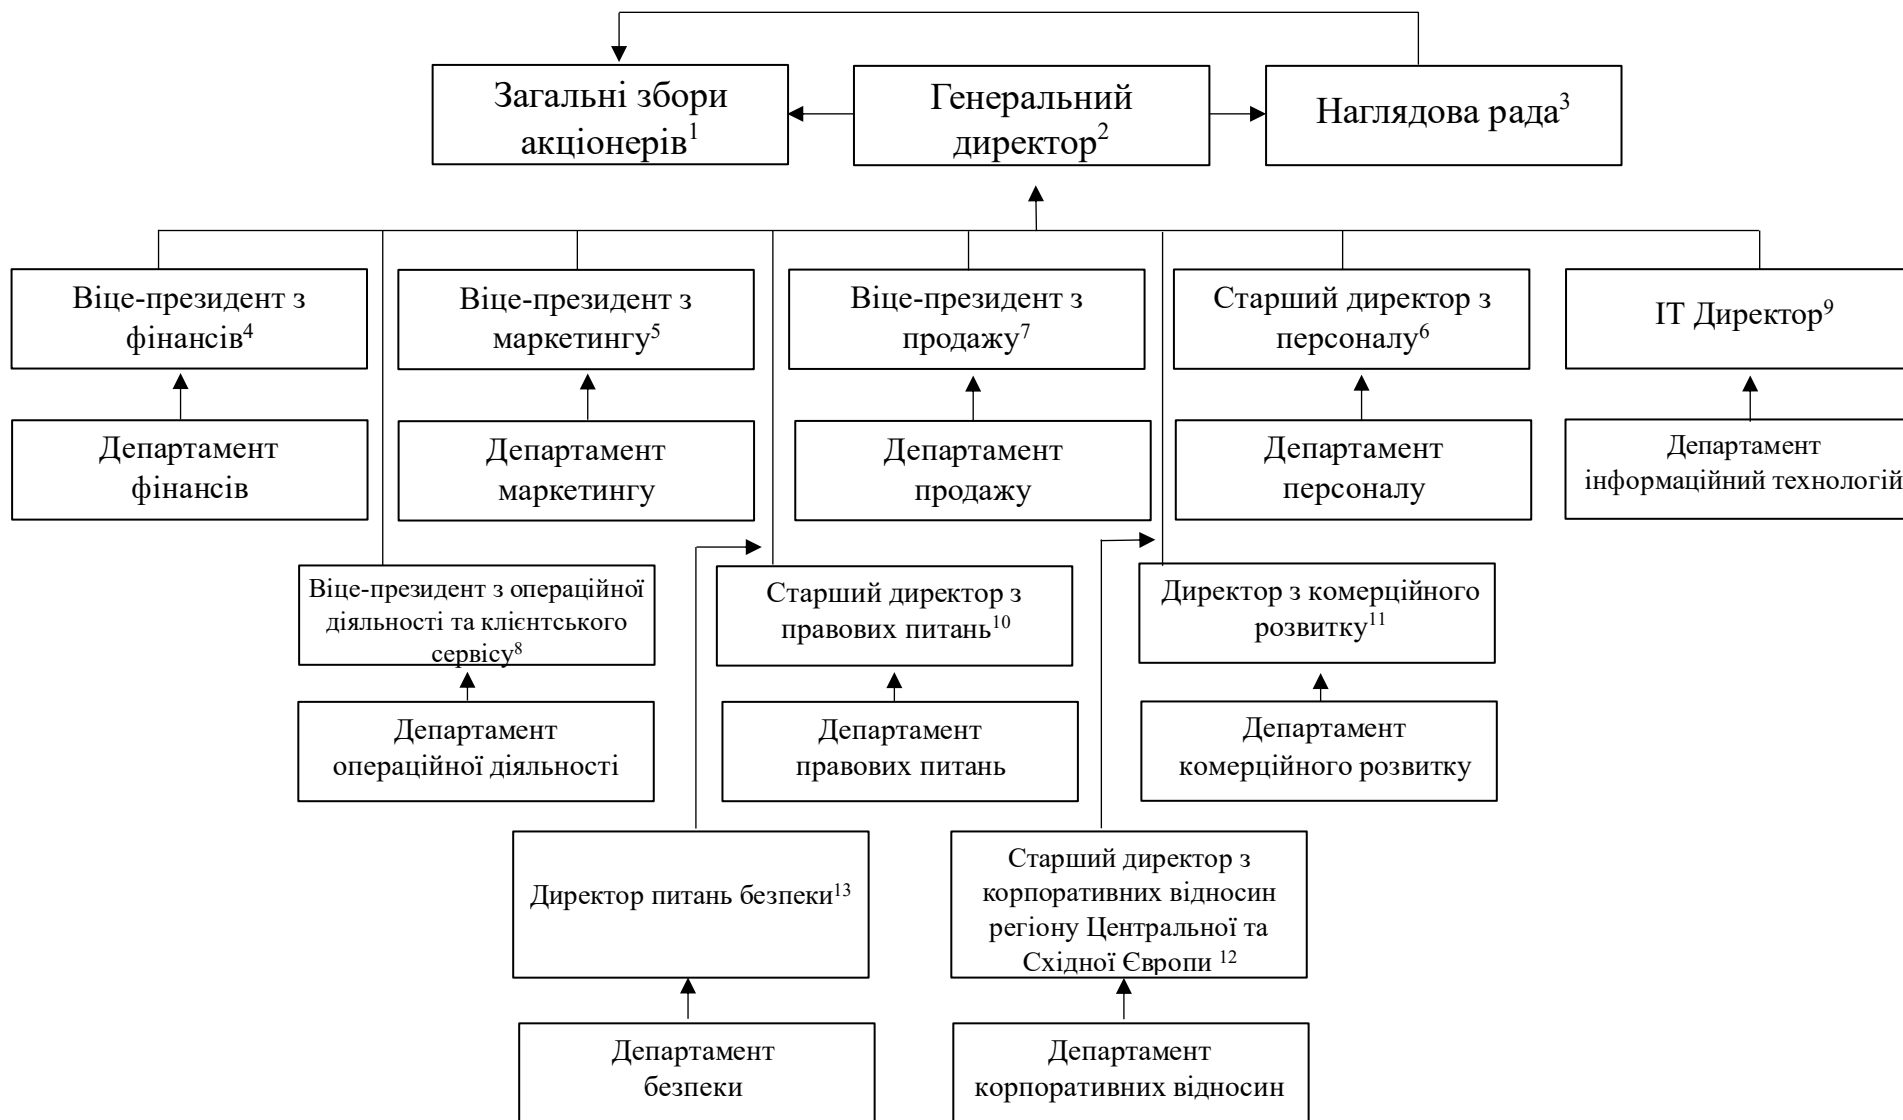 Загальні збори
акціонерів¹
Генеральний
директор²
Наглядова рада³
Віце-президент з
фінансів⁴
Віце-президент з
маркетингу⁵
Віце-президент з
продажу⁷
Старший директор з
персоналу⁶
ІТ Директор⁹
Департамент
фінансів
Департамент
маркетингу
Департамент
продажу
Департамент
персоналу
Департамент
інформаційний технологій
Віце-президент з операційної
діяльності та клієнтського
сервісу⁸
Старший директор з
правових питань¹⁰
Директор з комерційного
розвитку¹¹
Департамент
операційної діяльності
Департамент
правових питань
Департамент
комерційного розвитку
Директор питань безпеки¹³
Старший директор з
корпоративних відносин
регіону Центральної та
Східної Європи ¹²
Департамент
безпеки
Департамент
корпоративних відносин